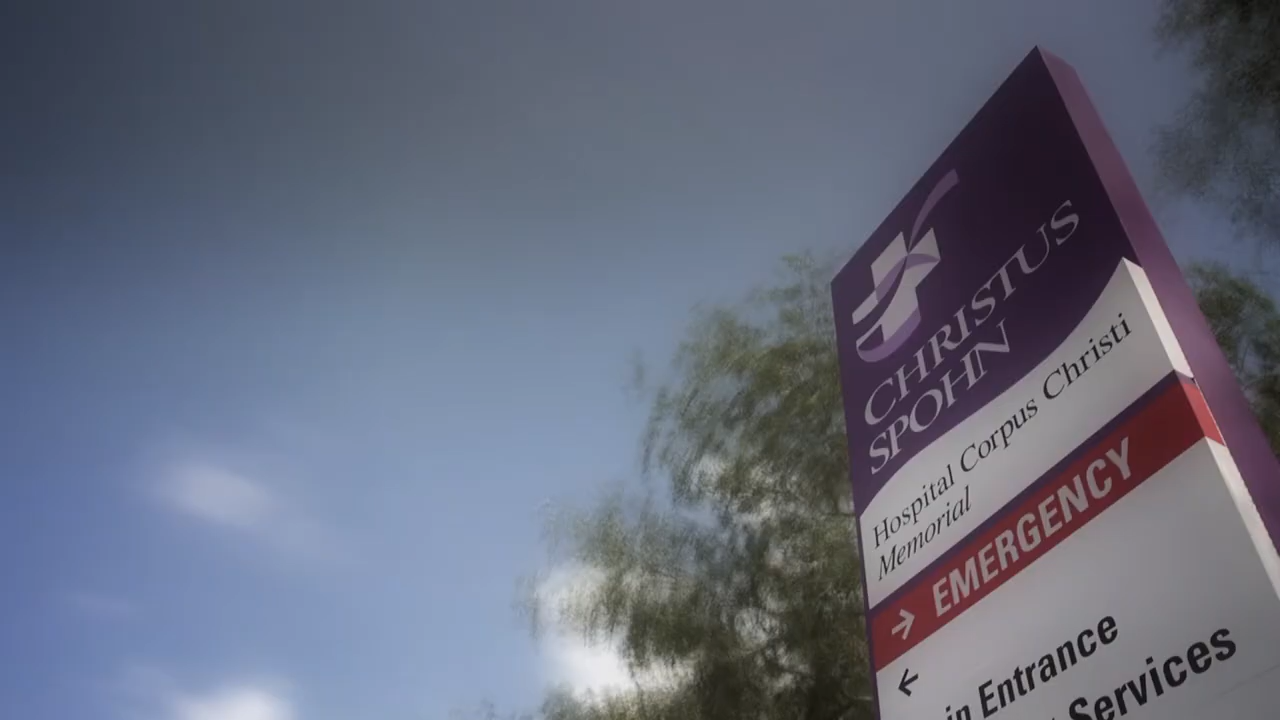 CHRISTUS
SPOHN
Hospital Corpus Christi
Memorial
→ EMERGENCY
←
Entrance
Services